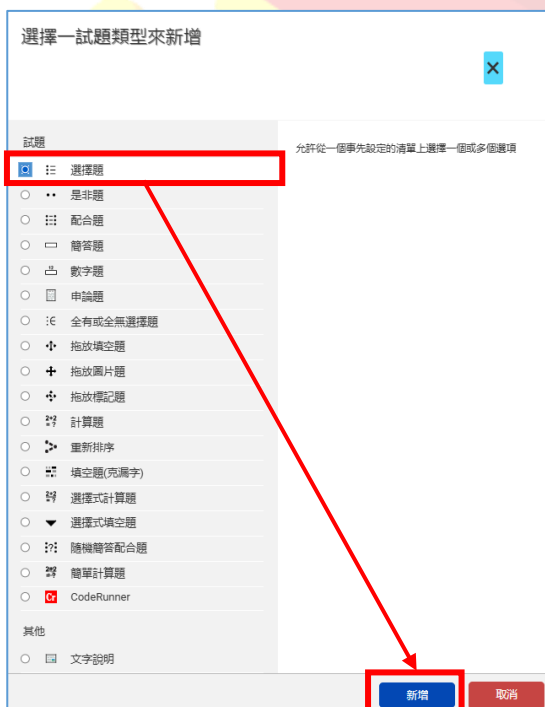 選擇一試題類型來新增
試題
允許從一個事先設定的清單上選擇一個或多個選項
選擇題
是非題
配合題
簡答題
數字題
申論題
全有或全無選擇題
拖放填空題
拖放圖片題
拖放標記題
計算題
重新排序
填空題(克漏字)
選擇式計算題
選擇式填空題
隨機簡答配合題
簡單計算題
Cr CodeRunner
其他
文字說明
新增 取消